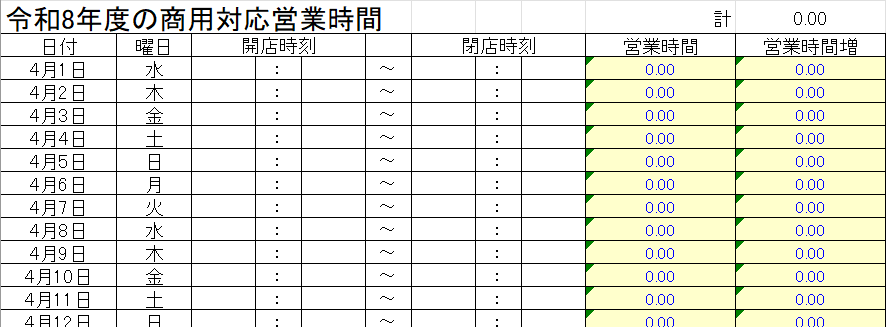 令和8年度の商用対応営業時間 計 0.00
日付 曜日 開店時刻 閉店時刻 営業時間 営業時間増
4月1日 水 : ～ : 0.00 0.00
4月2日 木 : ～ : 0.00 0.00
4月3日 金 : ～ : 0.00 0.00
4月4日 土 : ～ : 0.00 0.00
4月5日 日 : ～ : 0.00 0.00
4月6日 月 : ～ : 0.00 0.00
4月7日 火 : ～ : 0.00 0.00
4月8日 水 : ～ : 0.00 0.00
4月9日 木 : ～ : 0.00 0.00
4月10日 金 : ～ : 0.00 0.00
4月11日 土 : ～ : 0.00 0.00
4月12日 日 : ～ : 0.00 0.00